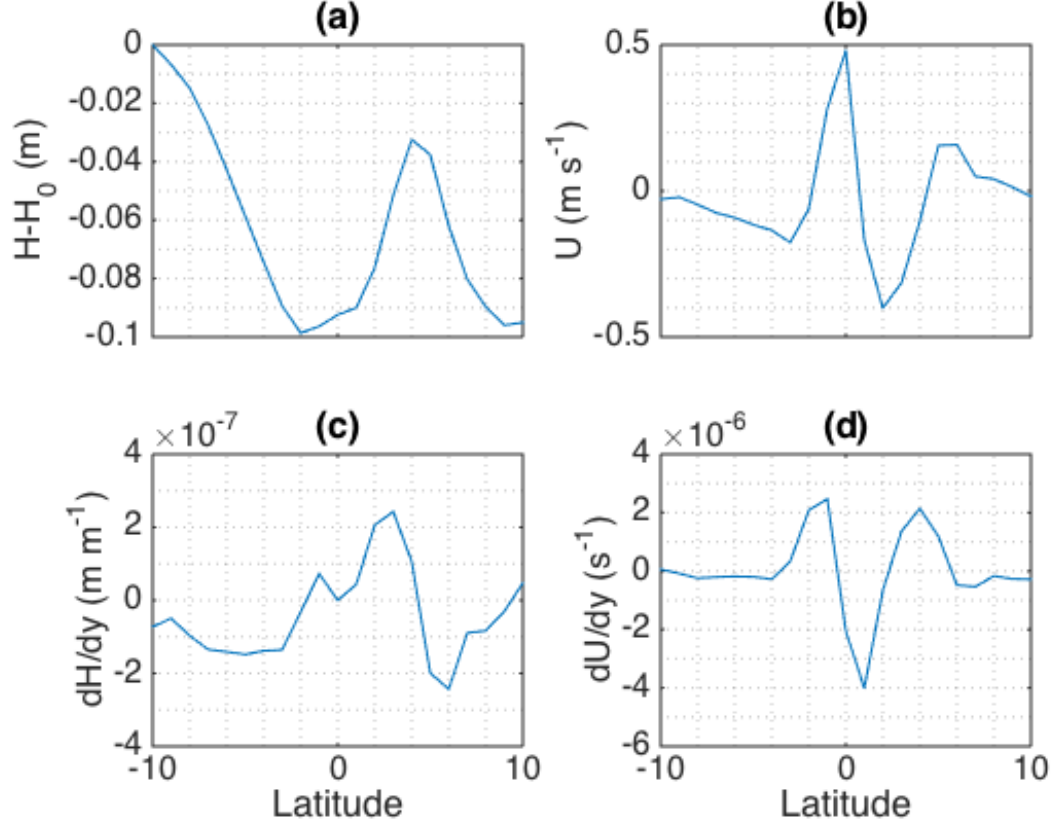 (a)
0
-0.02
-0.04
-0.06
-0.08
-0.1
H-H₀ (m)
(b)
0.5
0
-0.5
U (m s⁻¹)
(c)
×10⁻⁷
4
2
0
-2
-4
dH/dy (m m⁻¹)
-10 0 10
Latitude
(d)
×10⁻⁶
4
2
0
-2
-4
-6
dU/dy (s⁻¹)
-10 0 10
Latitude